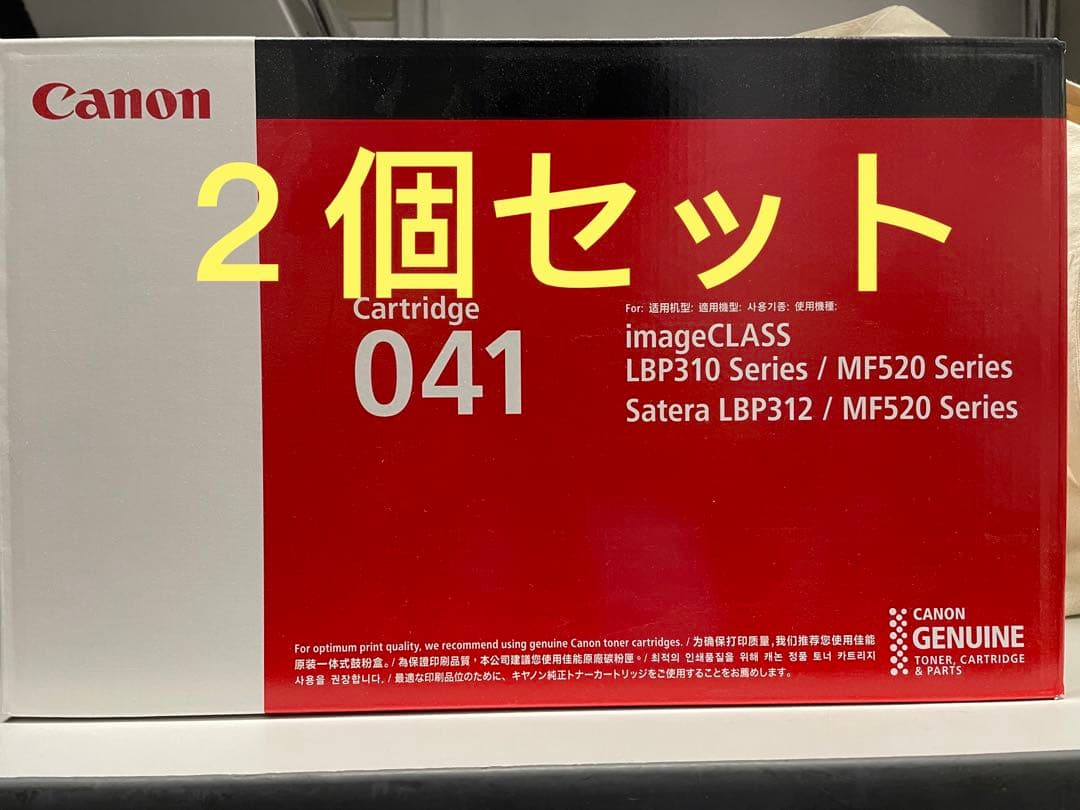 Canon
２個セット
Cartridge
041
For: 适用机型: 適用機型: 사용기종: 使用機種:
imageCLASS
LBP310 Series / MF520 Series
Satera LBP312 / MF520 Series
For optimum print quality, we recommend using genuine Canon toner cartridges. / 为确保打印质量,我们推荐您使用佳能
原装一体式鼓粉盒。/ 為保證印刷品質，本公司建議您使用佳能原廠碳粉匣。/ 최적의 인쇄품질을 위해 캐논 정품 토너 카트리지
사용을 권장합니다. / 最適な印刷品位のために、キヤノン純正トナーカートリッジをご使用することをお薦めします。
CANON
GENUINE
TONER, CARTRIDGE
& PARTS